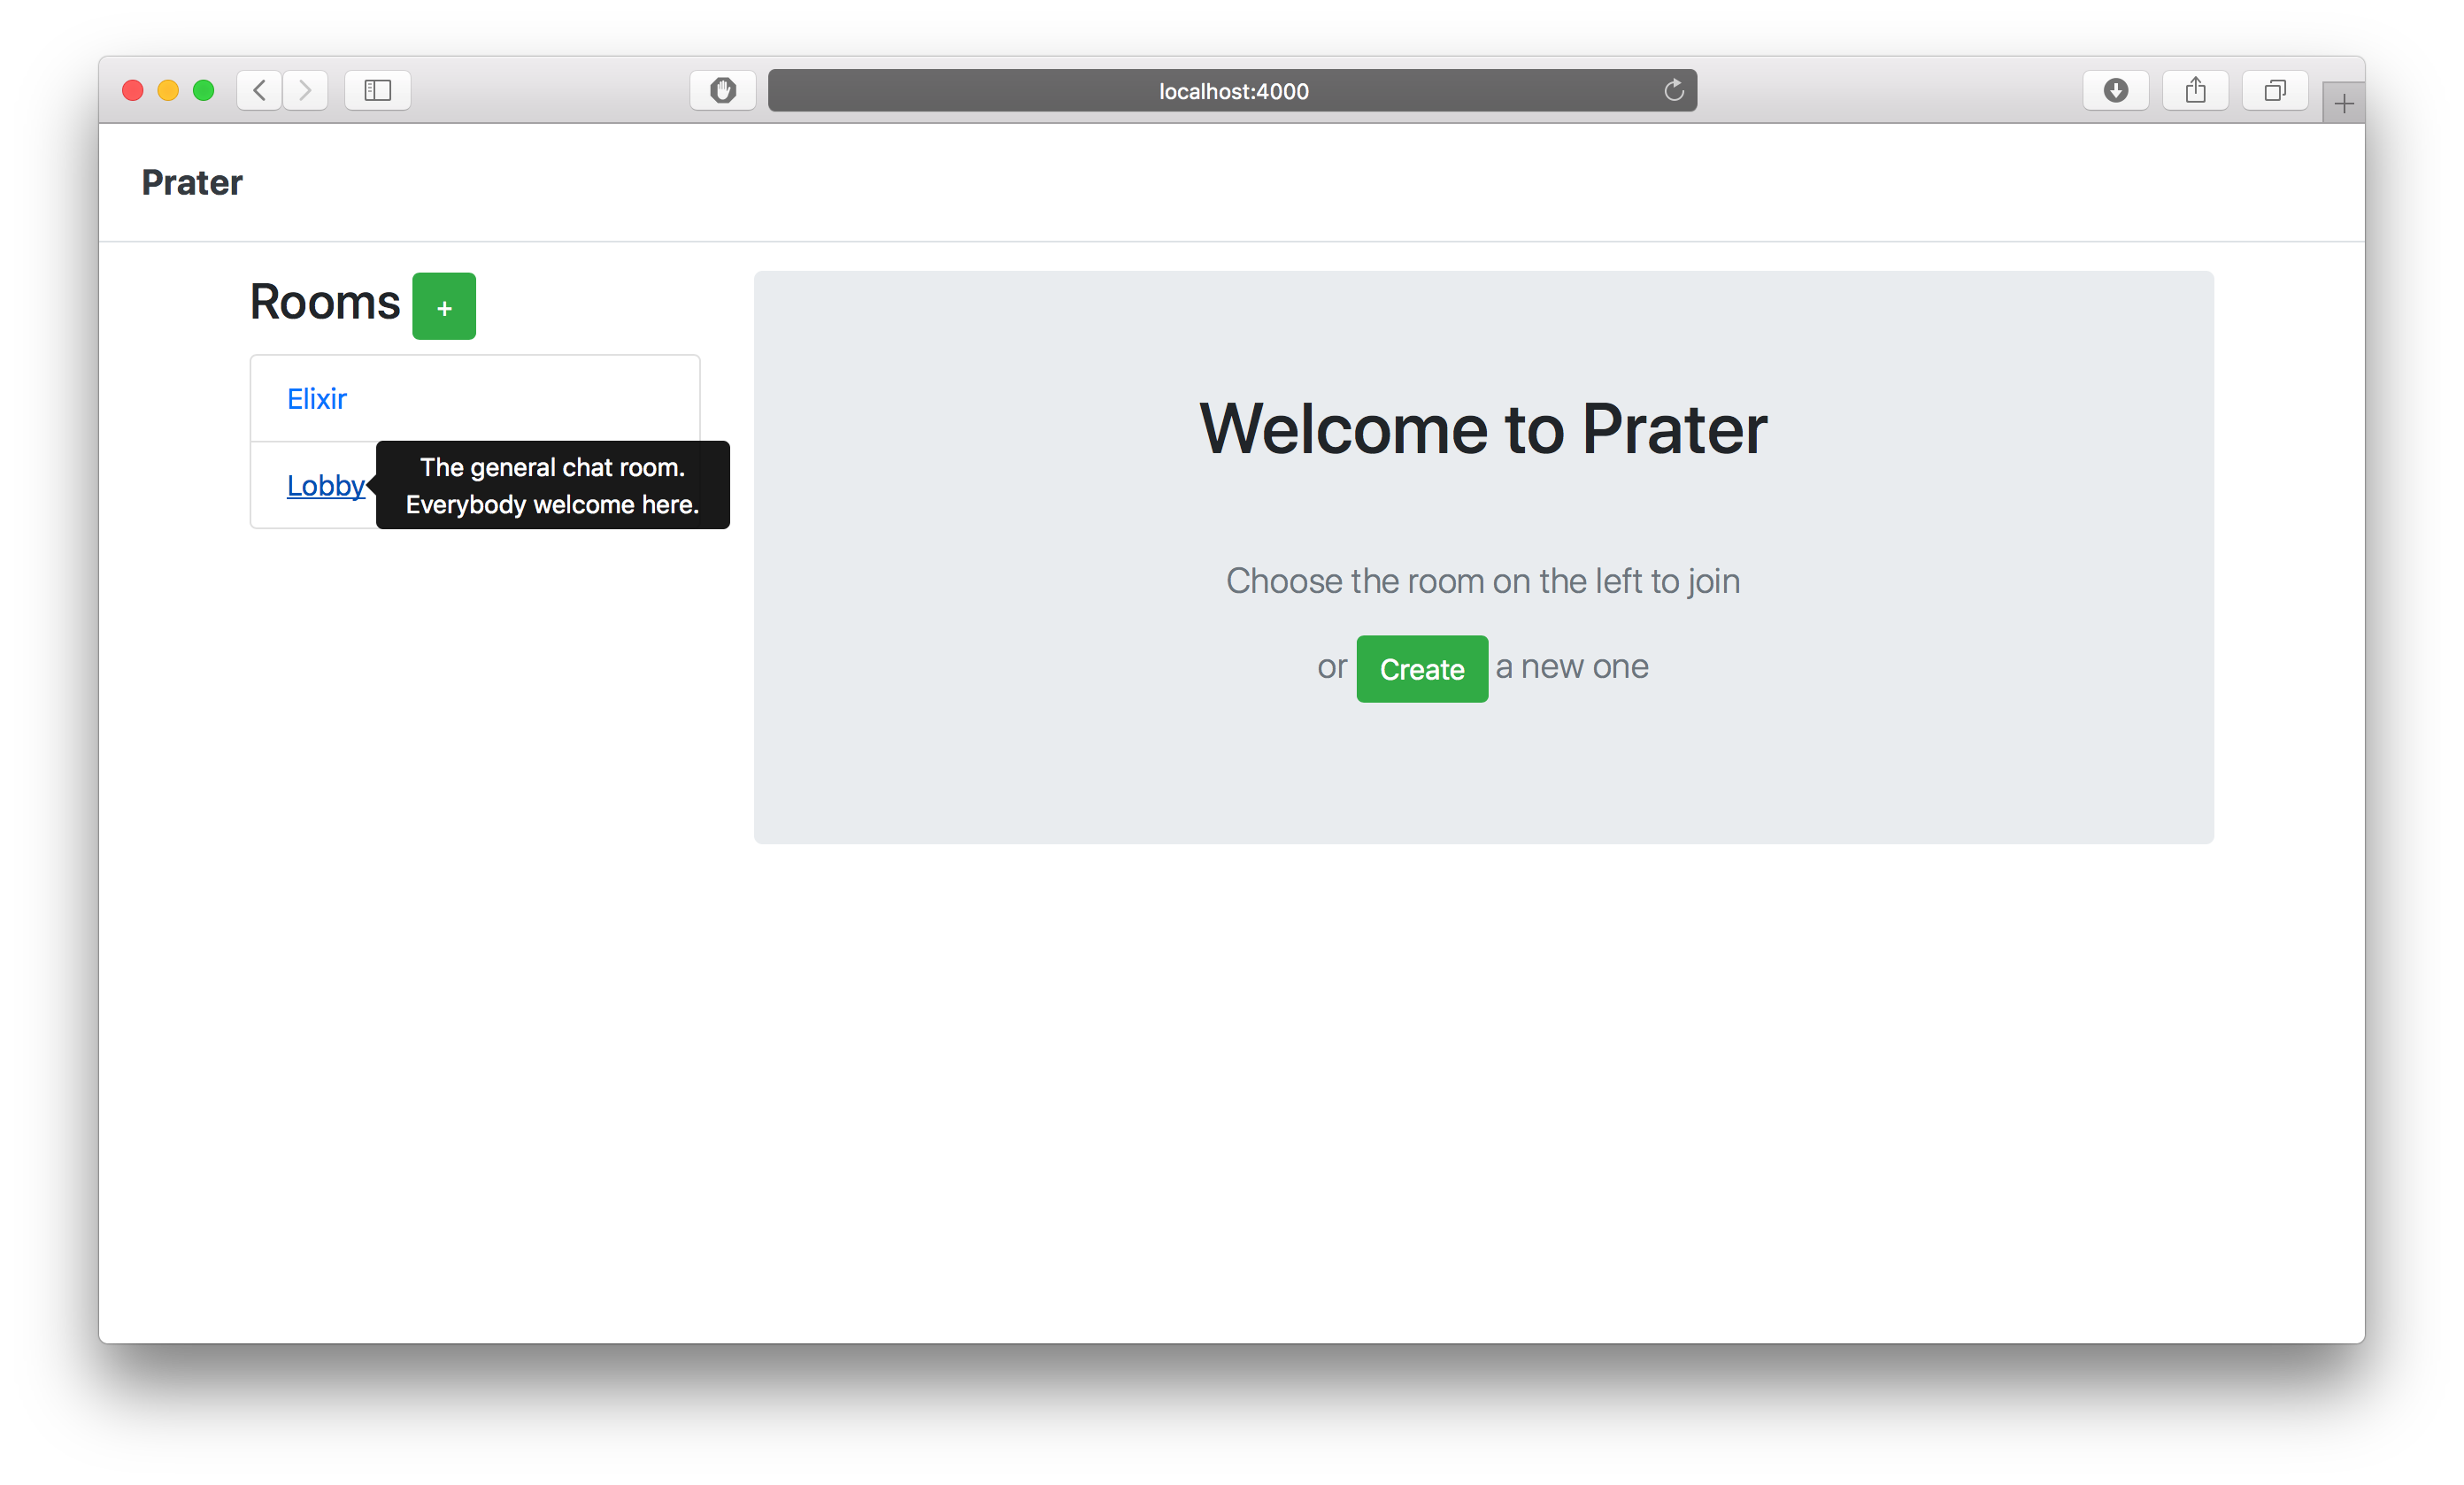 localhost:4000
Prater
Rooms +
Elixir
Lobby
The general chat room.
Everybody welcome here.
Welcome to Prater
Choose the room on the left to join
or Create a new one